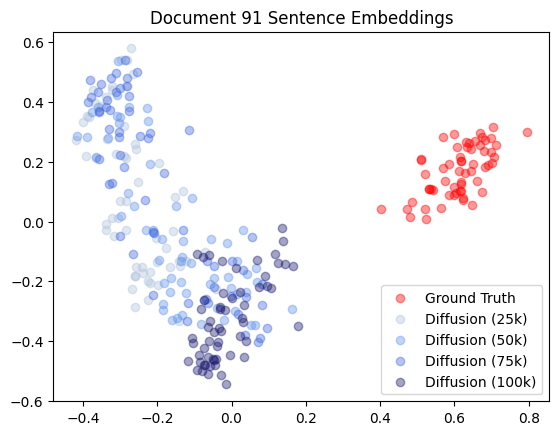 Document 91 Sentence Embeddings
0.6
0.4
0.2
0.0
−0.2
−0.4
−0.6
Ground Truth
Diffusion (25k)
Diffusion (50k)
Diffusion (75k)
Diffusion (100k)
−0.4 −0.2 0.0 0.2 0.4 0.6 0.8